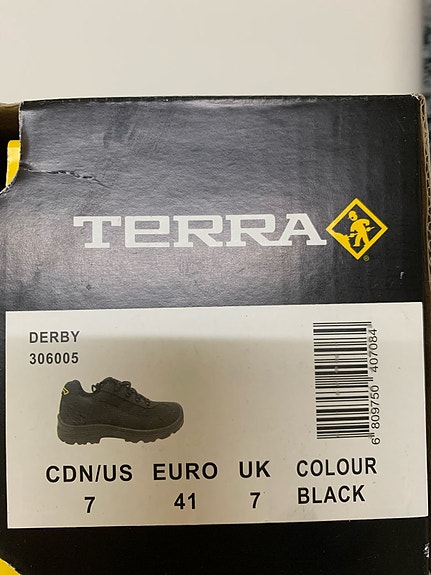 TERRA
DERBY
306005
6 809750 407084
CDN/US EURO UK COLOUR
7 41 7 BLACK